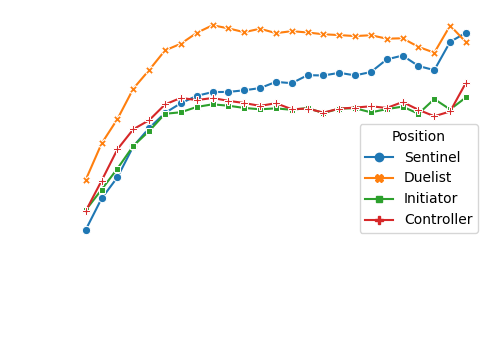 Position
Sentinel
Duelist
Initiator
Controller